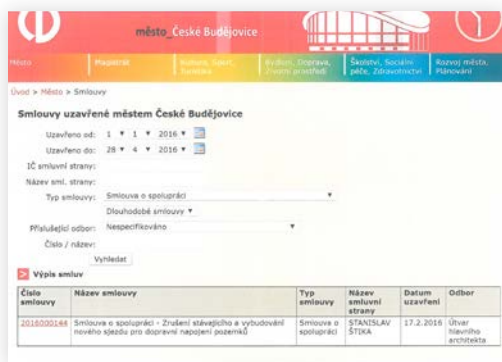 město_České Budějovice
Město
Magistrát
Kultura, Sport,
Turistika
Bydlení, Doprava,
Životní prostředí
Školství, Sociální
péče, Zdravotnictví
Rozvoj města,
Plánování
Úvod > Město > Smlouvy
Smlouvy uzavřené městem České Budějovice
Uzavřeno od: 1 1 2016
Uzavřeno do: 28 4 2016
IČ smluvní strany:
Název sml. strany:
Typ smlouvy: Smlouva o spolupráci
Dlouhodobé smlouvy
Příslušející odbor: Nespecifikováno
Číslo / název:
Vyhledat
Výpis smluv
Číslo smlouvy Název smlouvy Typ smlouvy Název smluvní strany Datum uzavření Odbor
2016000144 Smlouva o spolupráci - Zrušení stávajícího a vybudování nového sjezdu pro dopravní napojení pozemků Smlouva o spolupráci STANISLAV ŠTIKA 17.2.2016 Útvar hlavního architekta